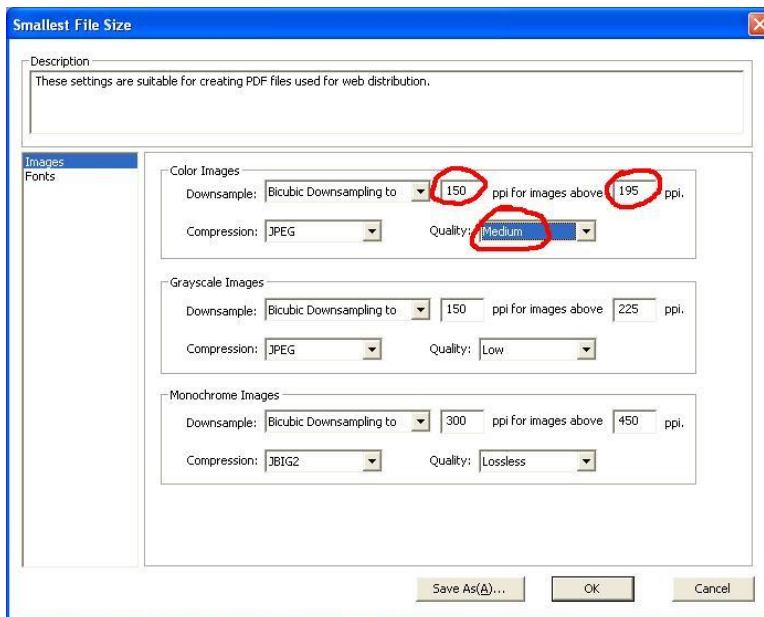 Smallest File Size
Description
These settings are suitable for creating PDF files used for web distribution.
Images
Fonts
Color Images
Downsample: Bicubic Downsampling to 150 ppi for images above 195 ppi.
Compression: JPEG Quality: Medium
Grayscale Images
Downsample: Bicubic Downsampling to 150 ppi for images above 225 ppi.
Compression: JPEG Quality: Low
Monochrome Images
Downsample: Bicubic Downsampling to 300 ppi for images above 450 ppi.
Compression: JBIG2 Quality: Lossless
Save As(A)... OK Cancel